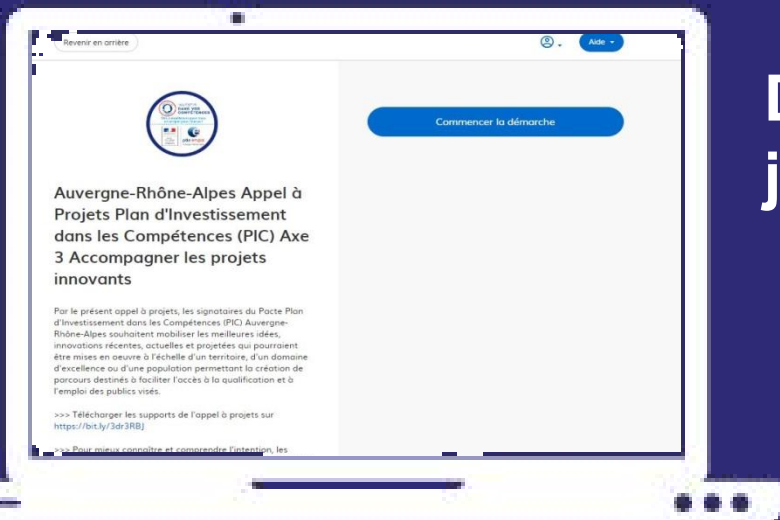 Revenir en arrière
Aide
Commencer la démarche
Auvergne-Rhône-Alpes Appel à
Projets Plan d'Investissement
dans les Compétences (PIC) Axe
3 Accompagner les projets
innovants
Par le présent appel à projets, les signataires du Pacte Plan
d'Investissement dans les Compétences (PIC) Auvergne-
Rhône-Alpes souhaitent mobiliser les meilleures idées,
innovations récentes, actuelles et projetées qui pourraient
être mises en oeuvre à l'échelle d'un territoire, d'un domaine
d'excellence ou d'une population permettant la création de
parcours destinés à faciliter l'accès à la qualification et à
l'emploi des publics visés.
>>> Télécharger les supports de l'appel à projets sur
https://bit.ly/3dr3RBJ
>>> Pour mieux connaître et comprendre l'intention, les